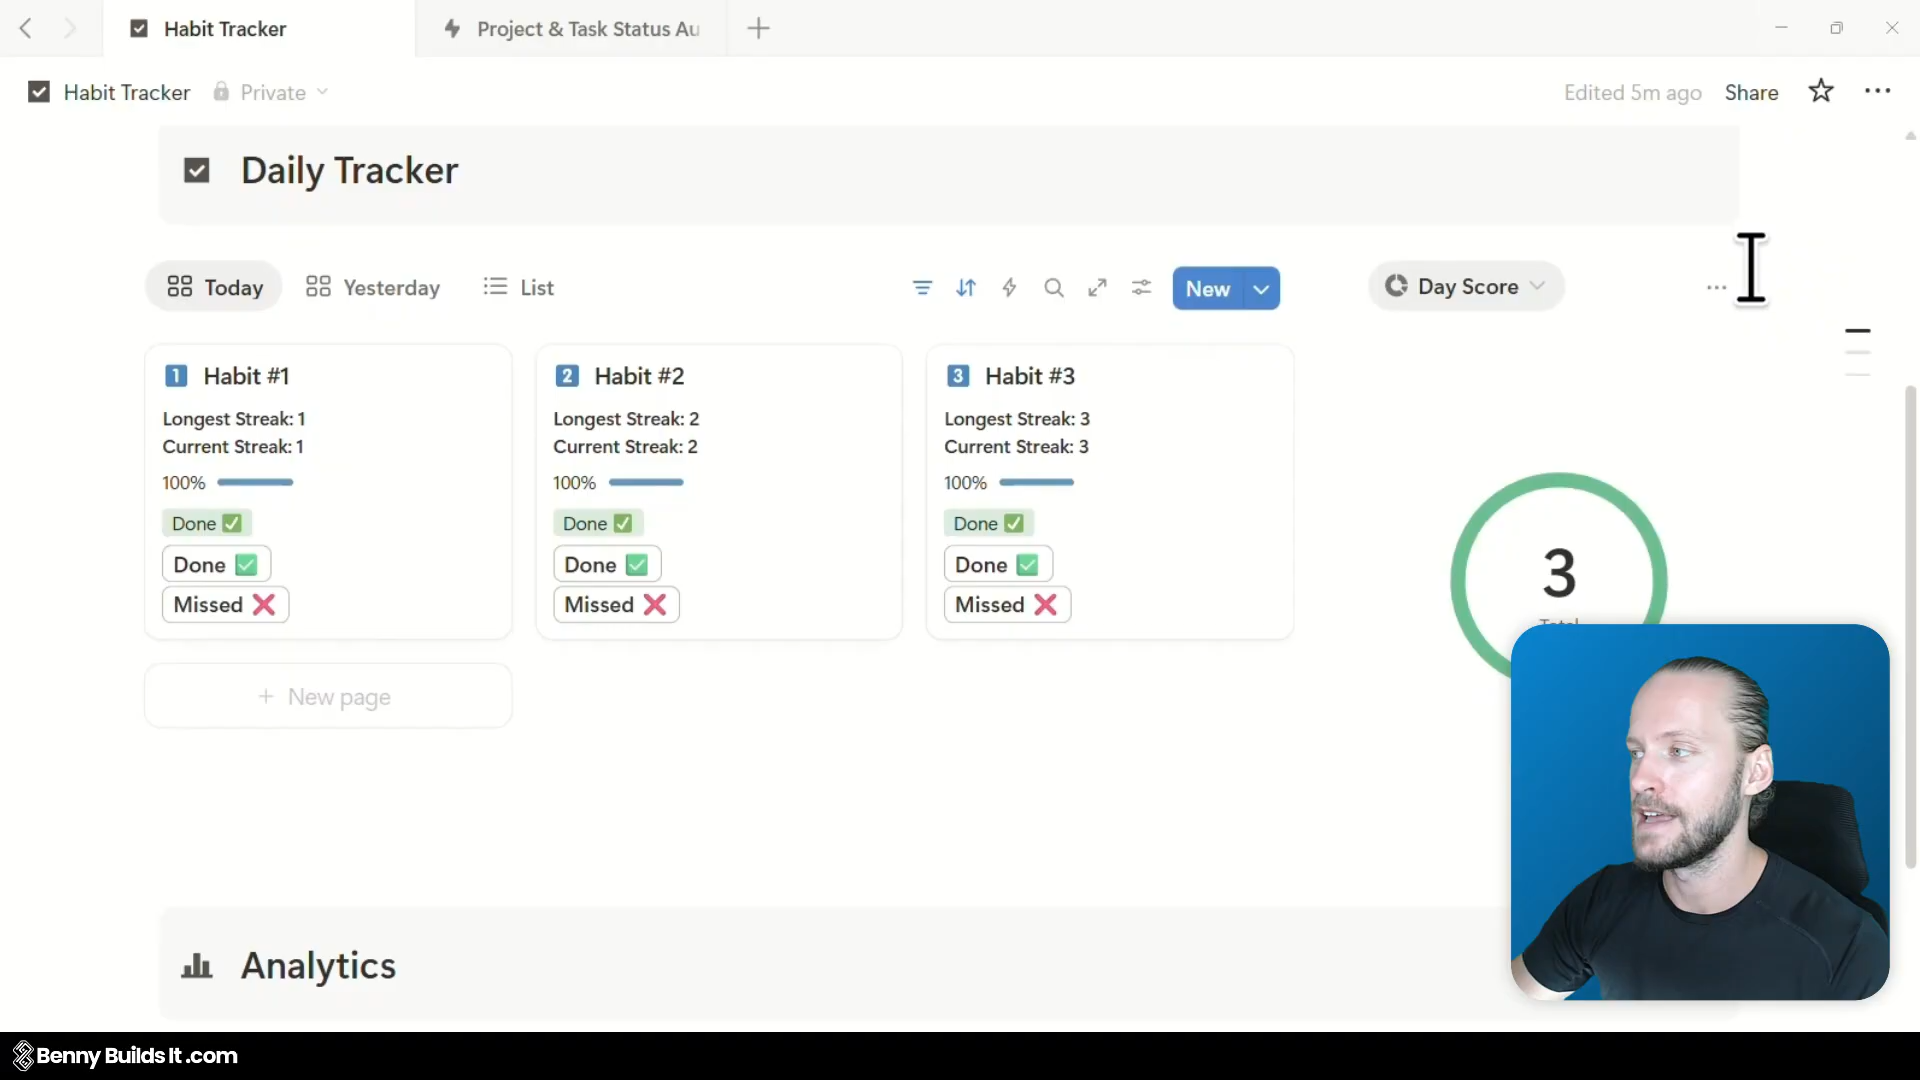 Habit Tracker
Project & Task Status Au
Habit Tracker Private
Edited 5m ago Share
Daily Tracker
Today Yesterday List
New
Day Score
1 Habit #1
Longest Streak: 1
Current Streak: 1
100%
Done ✅
Done ✅
Missed ❌
2 Habit #2
Longest Streak: 2
Current Streak: 2
100%
Done ✅
Done ✅
Missed ❌
3 Habit #3
Longest Streak: 3
Current Streak: 3
100%
Done ✅
Done ✅
Missed ❌
3
+ New page
Analytics
Benny Builds It .com